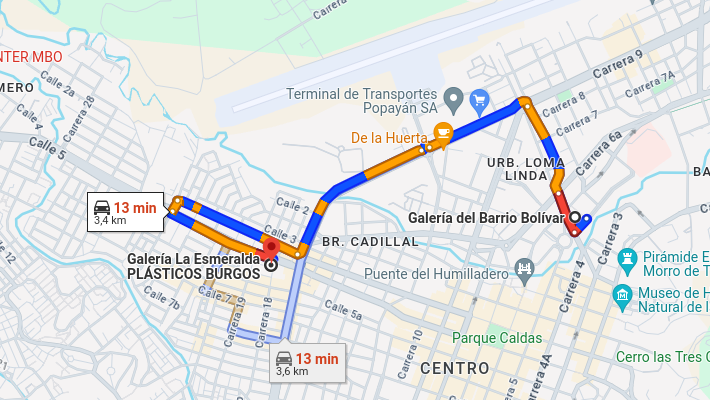 NTER MBO
Calle 2a
Carrera 28
MERO
Calle 4
Calle 5
Terminal de Transportes
Popayán SA
De la Huerta
Carrera 9
Carrera 7A
Carrera 8
Carrera 7
Carrera 6a
URB. LOMA
LINDA
BA
13 min
3,4 km
Calle 2
Calle 3
Galería del Barrio Bolívar
Carrera 3
BR. CADILLAL
Galería La Esmeralda
PLÁSTICOS BURGOS
Calle 12
Puente del Humilladero
Pirámide E
Morro de T
Carrera 4
Museo de H
Natural de l
Calle 7b
Calle 7
Carrera 19
Carrera 18
Calle 5a
Carrera 10
Parque Caldas
13 min
3,6 km
CENTRO
Carrera 5
Carrera 4A
Cerro las Tres C